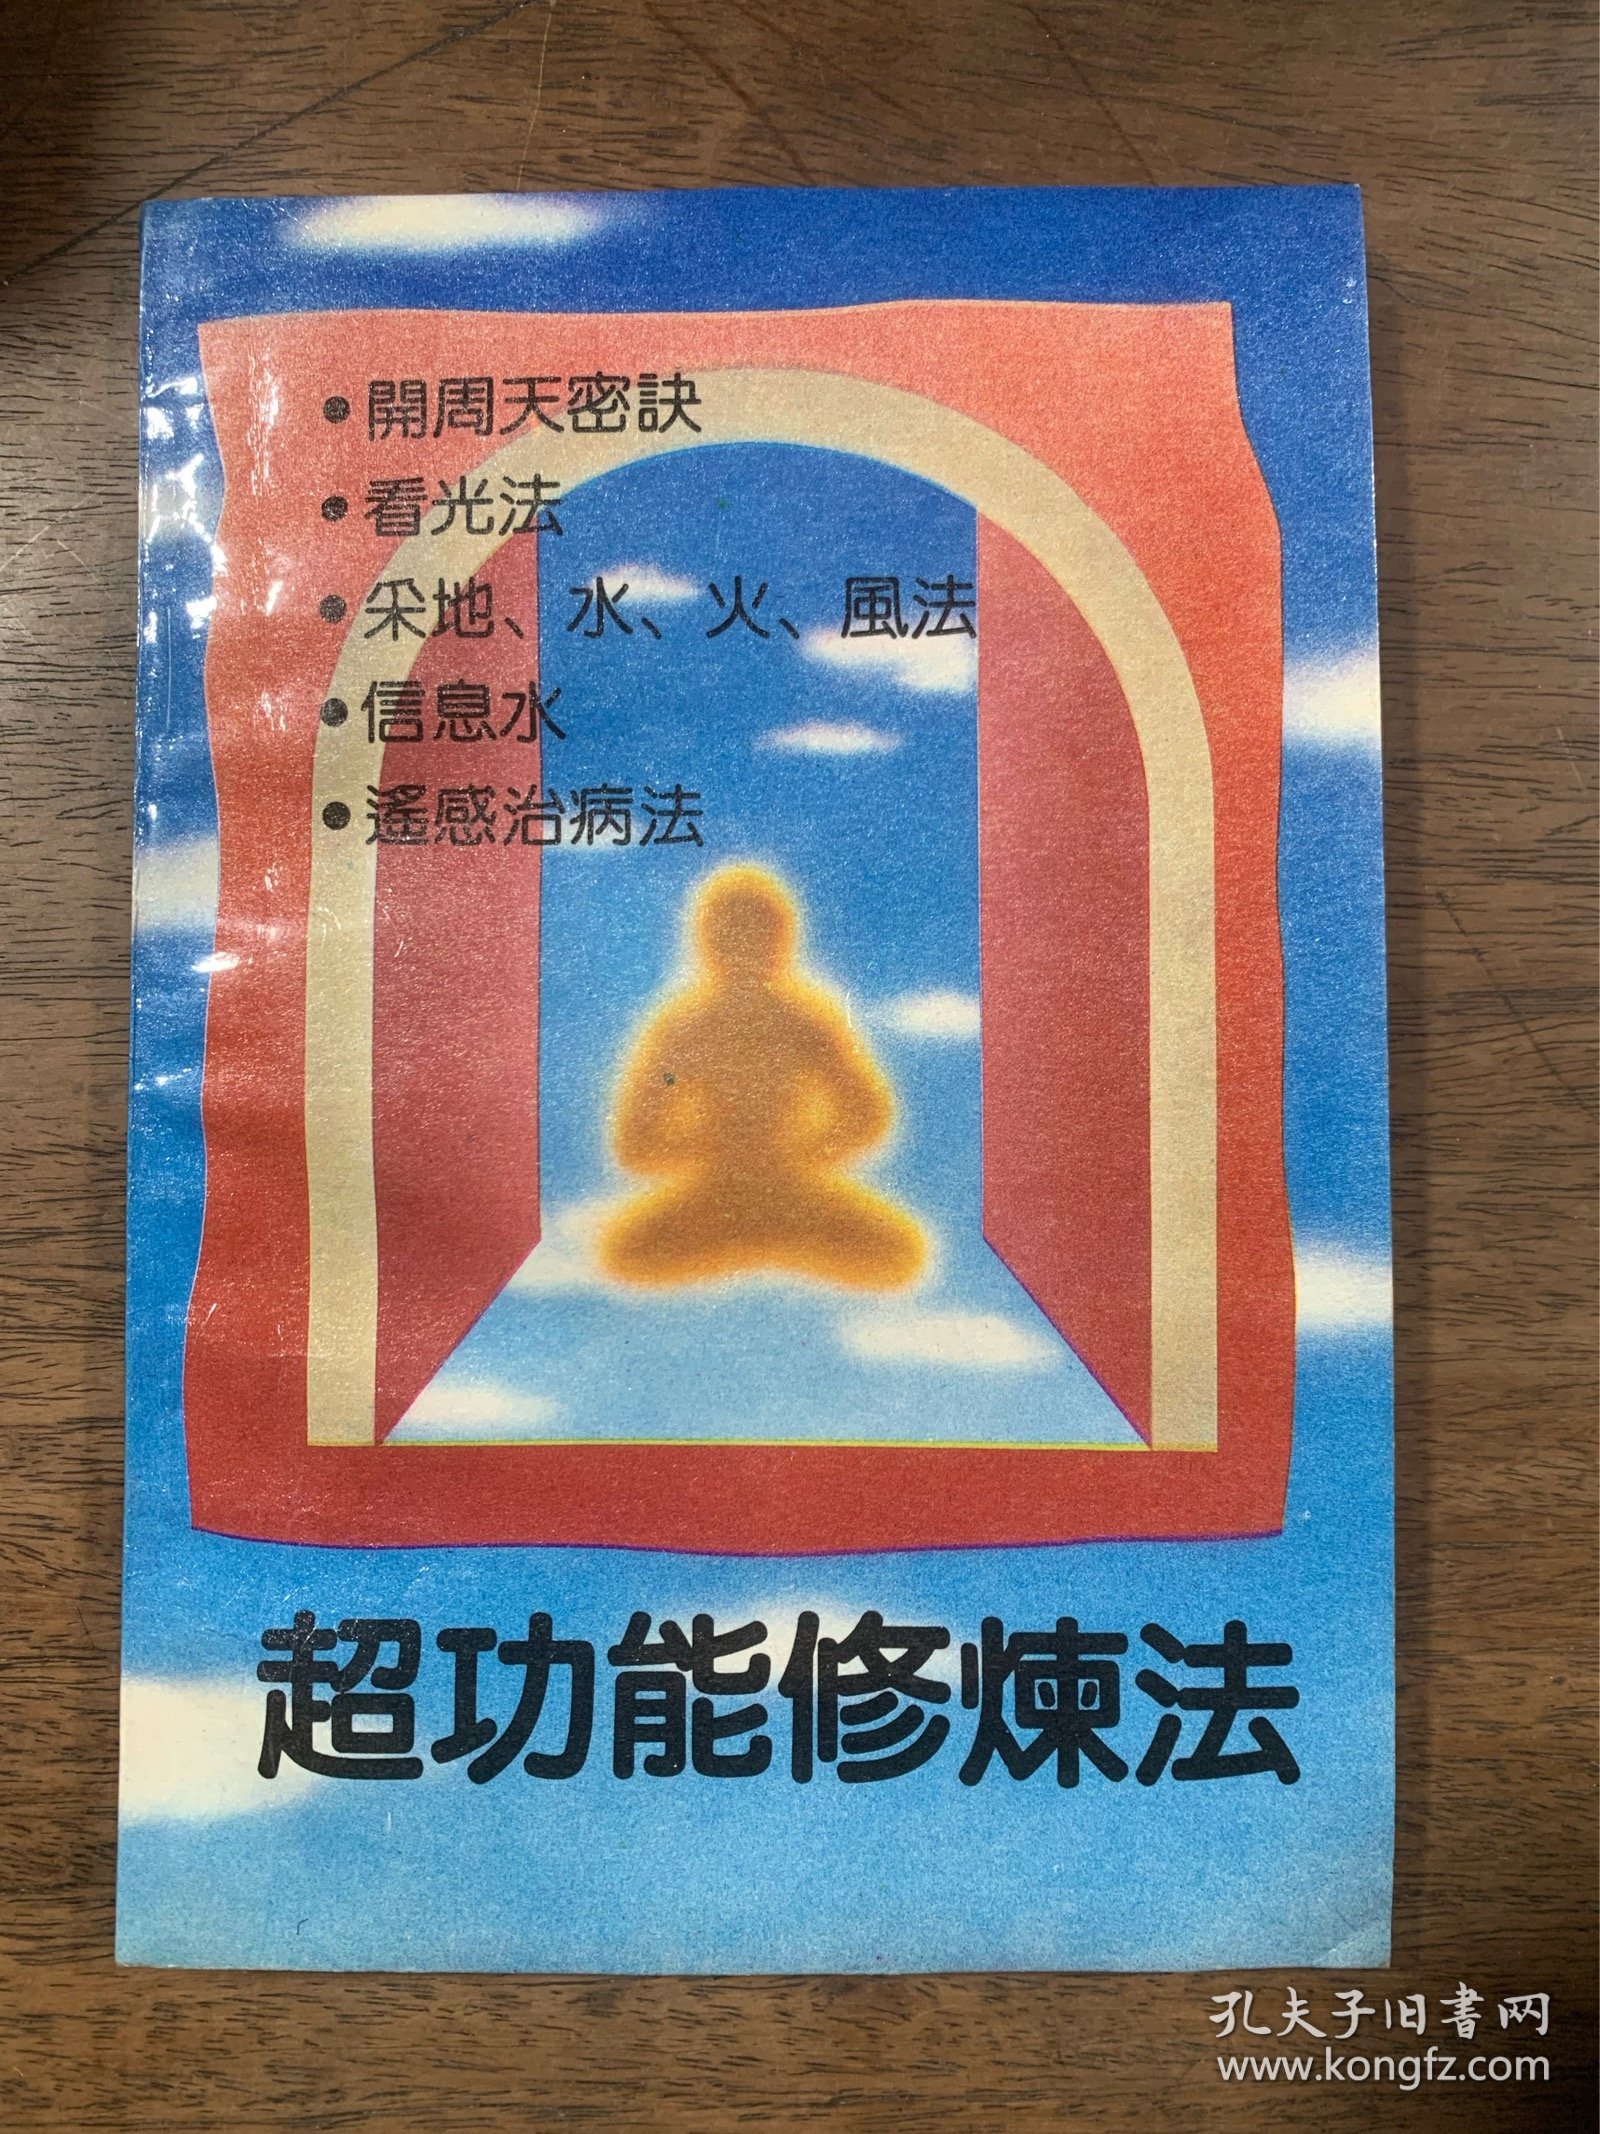 •開周天密訣
•看光法
•采地、水、火、風法
•信息水
•遙感治病法
超功能修煉法
孔夫子旧書网
www.kongfz.com